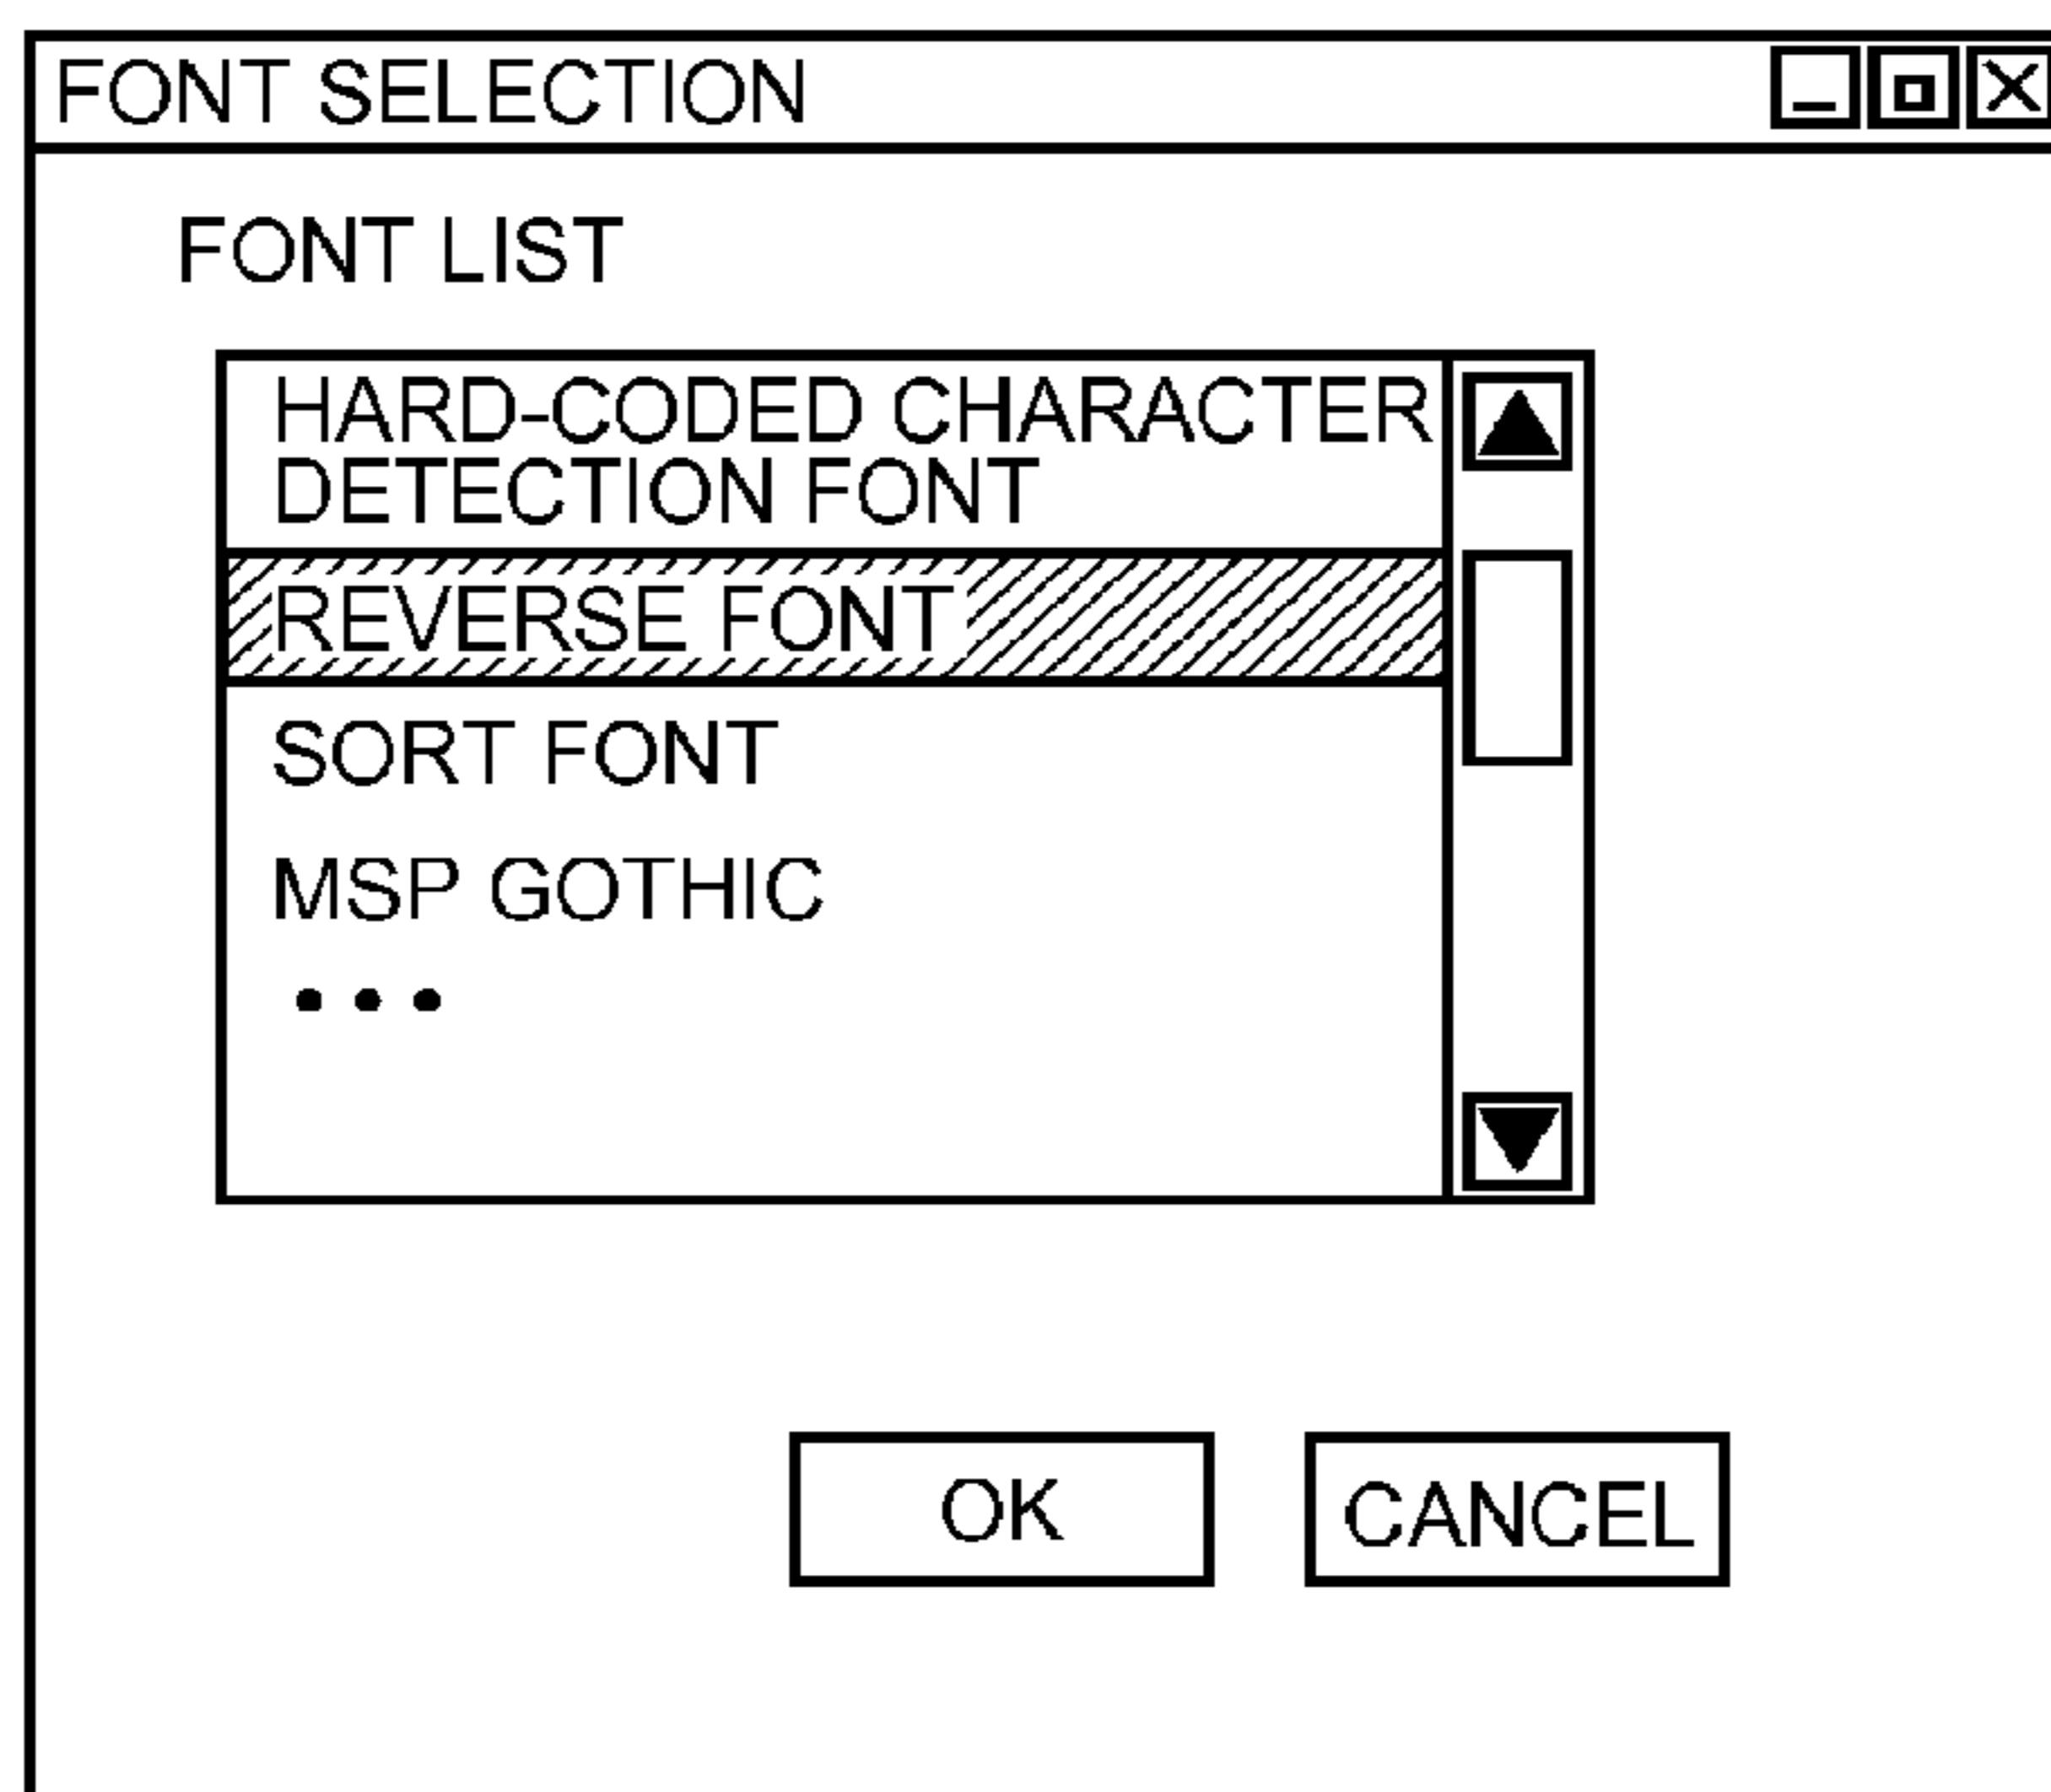 FONT SELECTION
FONT LIST
HARD-CODED CHARACTER
DETECTION FONT
REVERSE FONT
SORT FONT
MSP GOTHIC
•••
OK
CANCEL